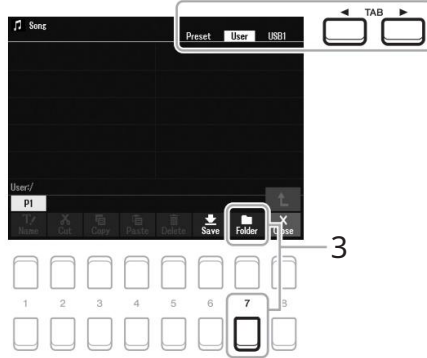 Song
◄ TAB ►
Preset User USB1
User:/
P1
Name Cut Copy Paste Delete Save Folder Close
3
1 2 3 4 5 6 7 8